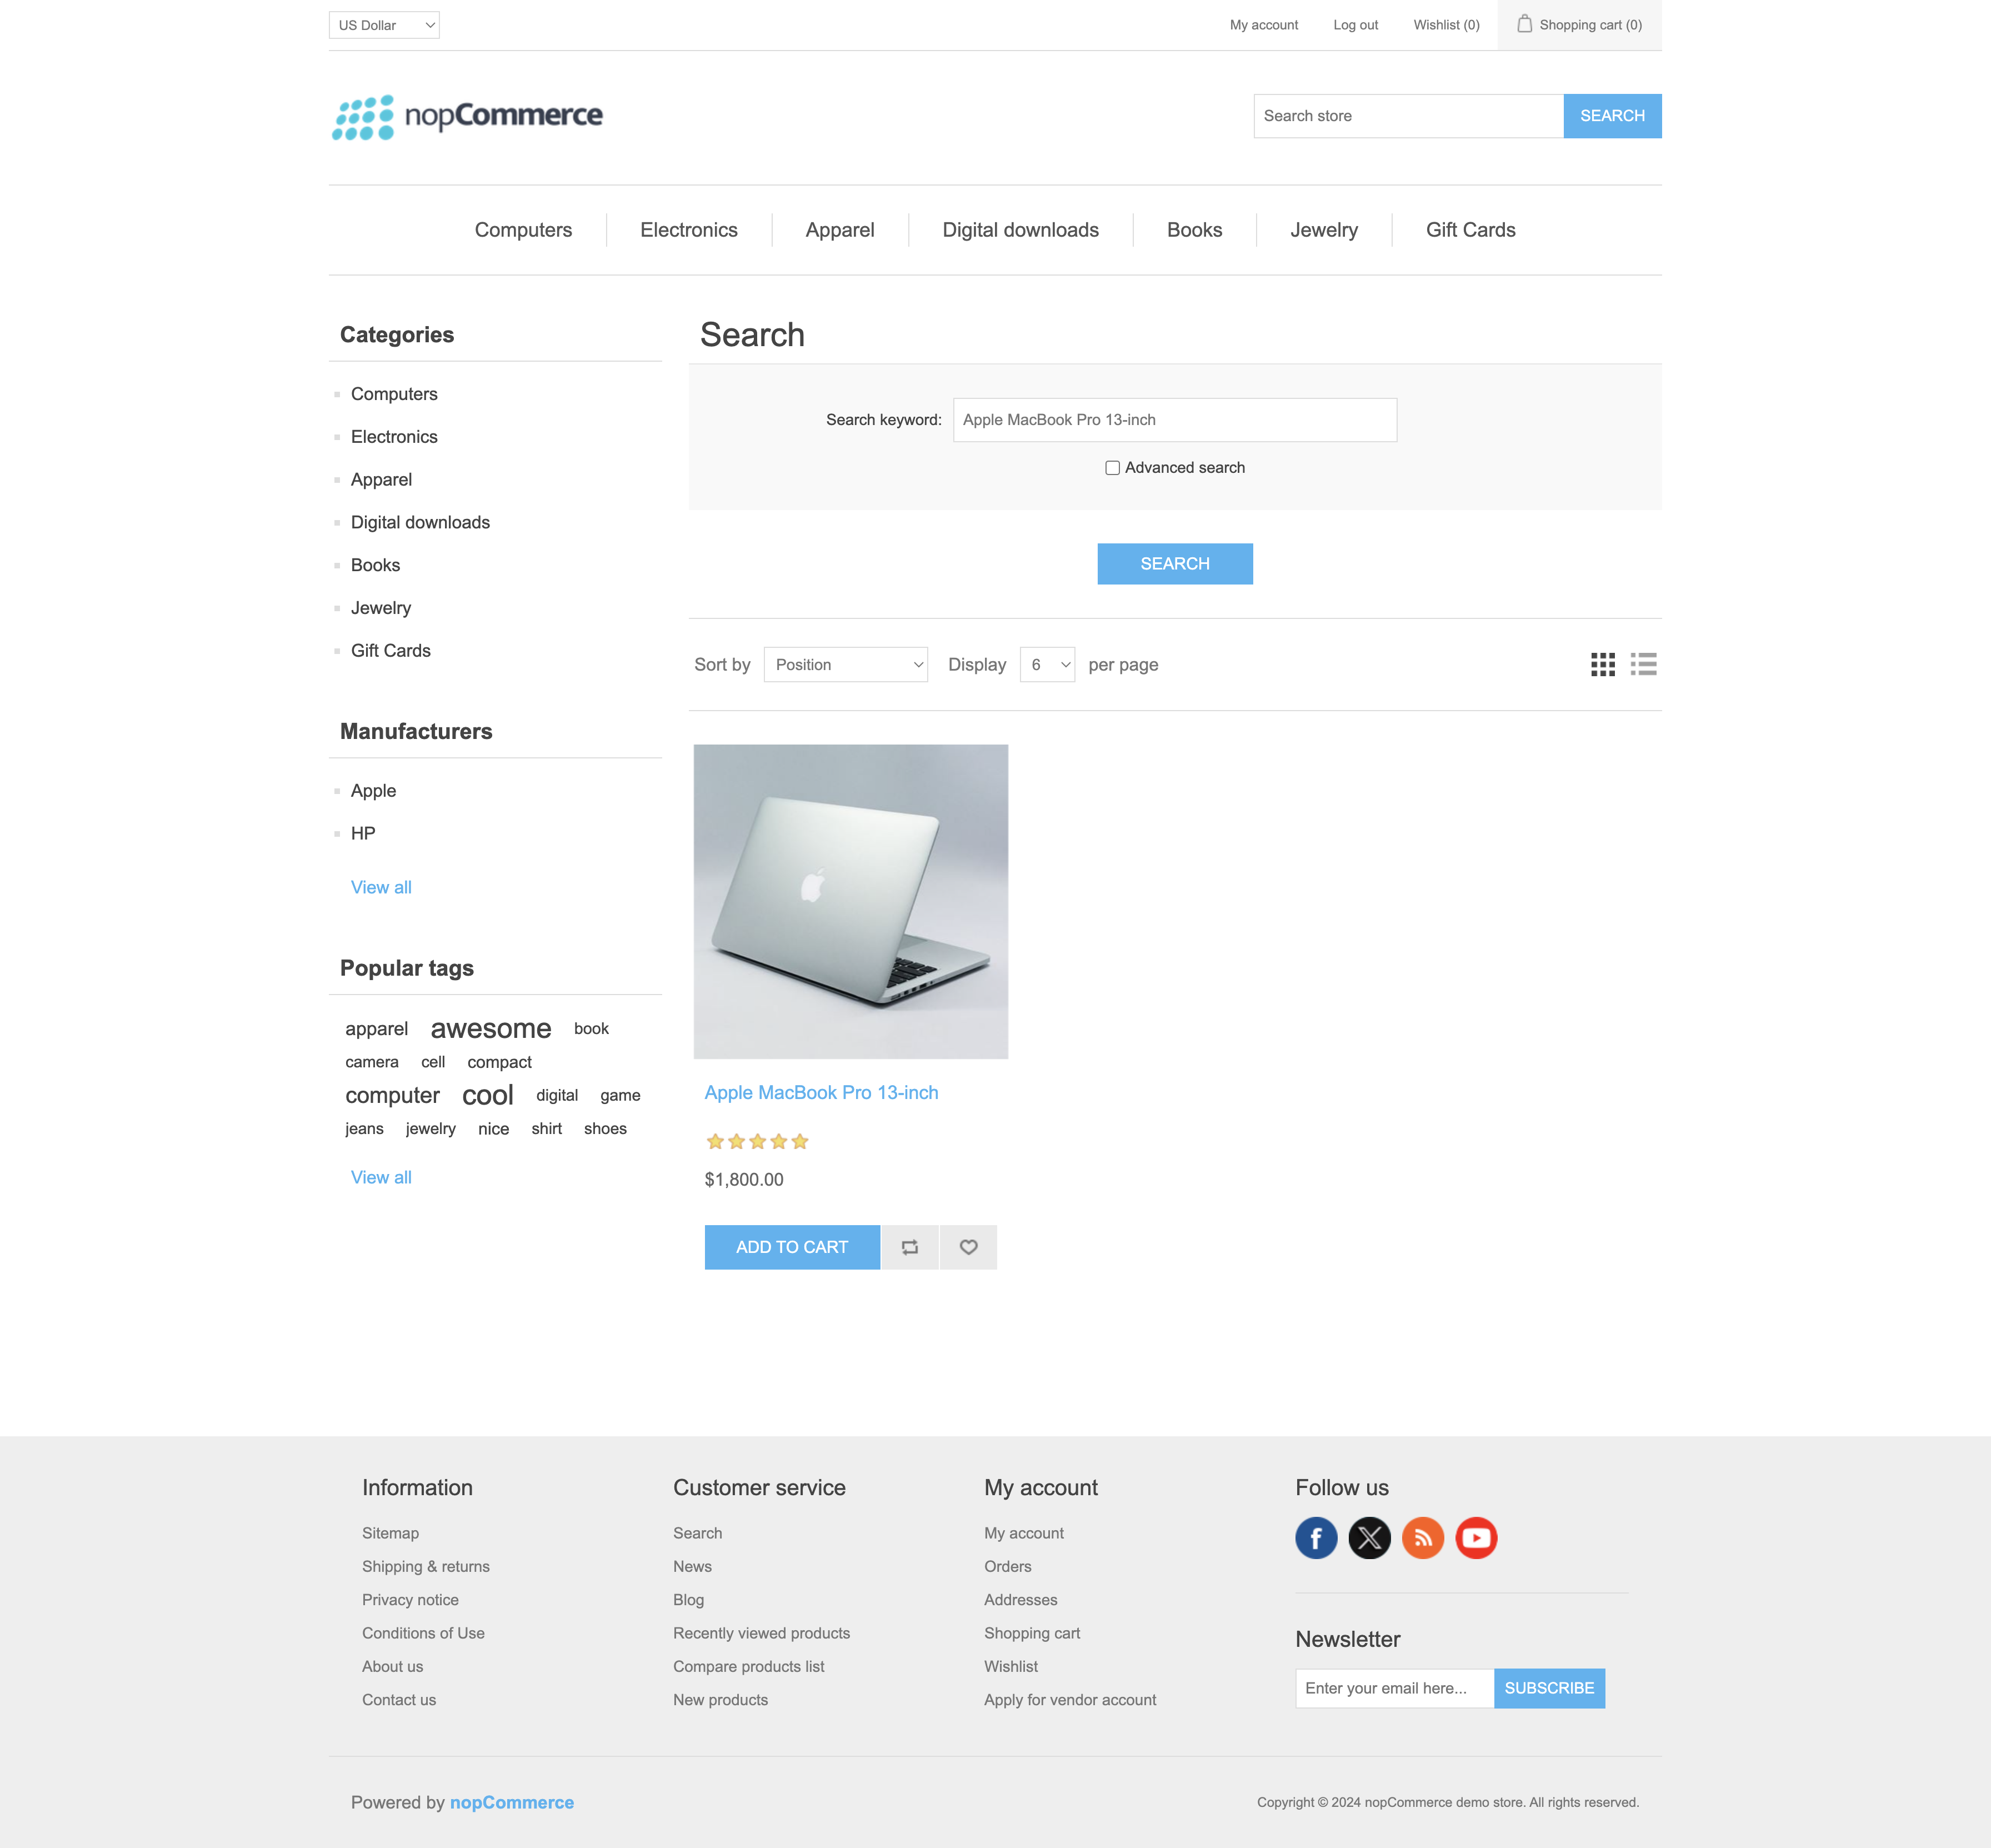 US Dollar
My account
Log out
Wishlist (0)
Shopping cart (0)
nopCommerce
Search store
SEARCH
Computers
Electronics
Apparel
Digital downloads
Books
Jewelry
Gift Cards
Categories
Computers
Electronics
Apparel
Digital downloads
Books
Jewelry
Gift Cards
Manufacturers
Apple
HP
View all
Popular tags
apparel awesome book
camera cell compact
computer cool digital game
jeans jewelry nice shirt shoes
View all
Search
Search keyword: Apple MacBook Pro 13-inch
Advanced search
SEARCH
Sort by Position Display 6 per page
Apple MacBook Pro 13-inch
$1,800.00
ADD TO CART
Information
Sitemap
Shipping & returns
Privacy notice
Conditions of Use
About us
Contact us
Customer service
Search
News
Blog
Recently viewed products
Compare products list
New products
My account
My account
Orders
Addresses
Shopping cart
Wishlist
Apply for vendor account
Follow us
Newsletter
Enter your email here...
SUBSCRIBE
Powered by nopCommerce
Copyright © 2024 nopCommerce demo store. All rights reserved.